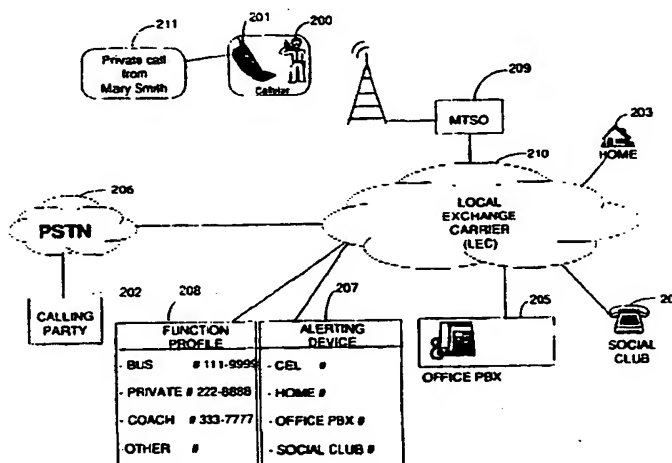 211
201
200
Private call
from
Mary Smith
Cellular
209
MTSO
203
HOME
210
206
PSTN
LOCAL
EXCHANGE
CARRIER
(LEC)
202
208
207
205
CALLING
PARTY
FUNCTION
PROFILE
ALERTING
DEVICE
- BUS # 111-9999
- CEL #
- PRIVATE # 222-8888
- HOME #
- COACH # 333-7777
- OFFICE PBX #
- OTHER #
- SOCIAL CLUB #
OFFICE PBX
SOCIAL
CLUB